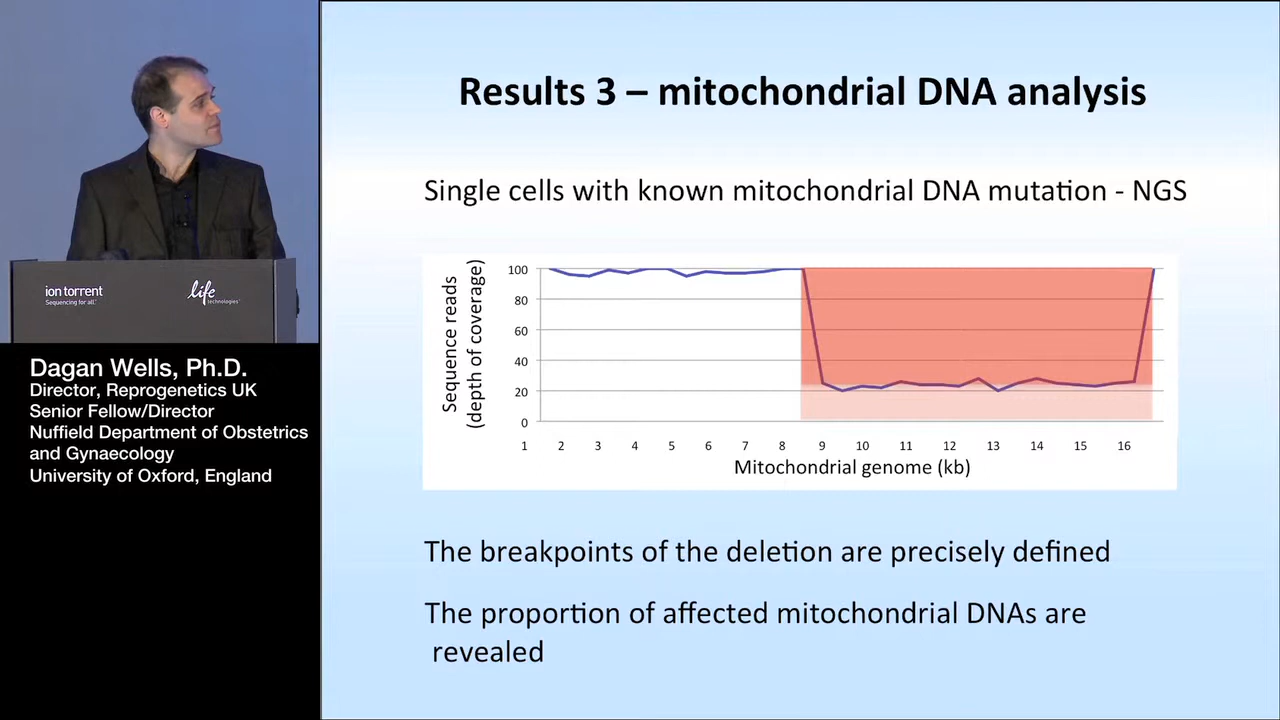 Results 3 – mitochondrial DNA analysis
Single cells with known mitochondrial DNA mutation - NGS
Sequence reads
(depth of coverage)
100
80
60
40
20
0
1 2 3 4 5 6 7 8 9 10 11 12 13 14 15 16
Mitochondrial genome (kb)
The breakpoints of the deletion are precisely defined
The proportion of affected mitochondrial DNAs are
revealed
ion torrent
Sequencing for all.
life
technologies
Dagan Wells, Ph.D.
Director, Reprogenetics UK
Senior Fellow/Director
Nuffield Department of Obstetrics
and Gynaecology
University of Oxford, England